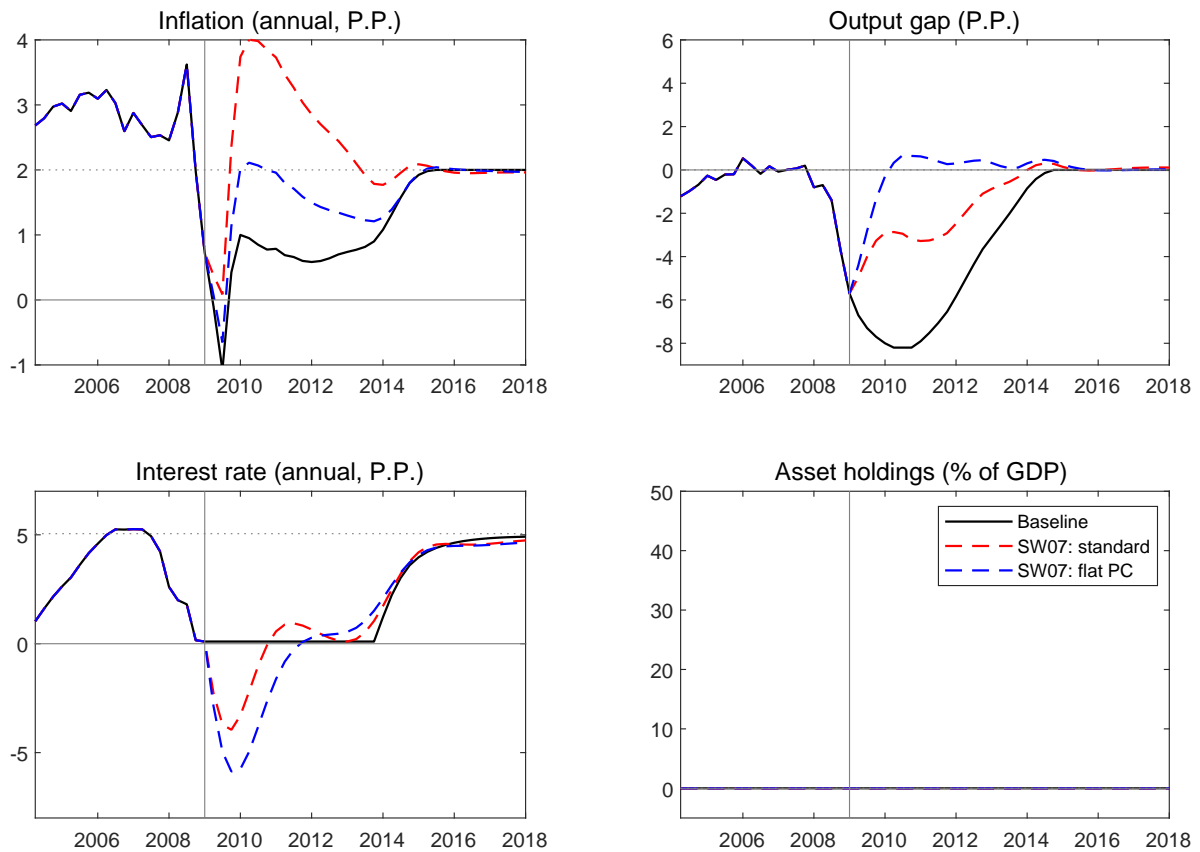 Inflation (annual, P.P.)
4
3
2
1
0
-1
2006 2008 2010 2012 2014 2016 2018
Output gap (P.P.)
6
4
2
0
-2
-4
-6
-8
2006 2008 2010 2012 2014 2016 2018
Interest rate (annual, P.P.)
5
0
-5
2006 2008 2010 2012 2014 2016 2018
Asset holdings (% of GDP)
50
40
30
20
10
0
Baseline
SW07: standard
SW07: flat PC
2006 2008 2010 2012 2014 2016 2018